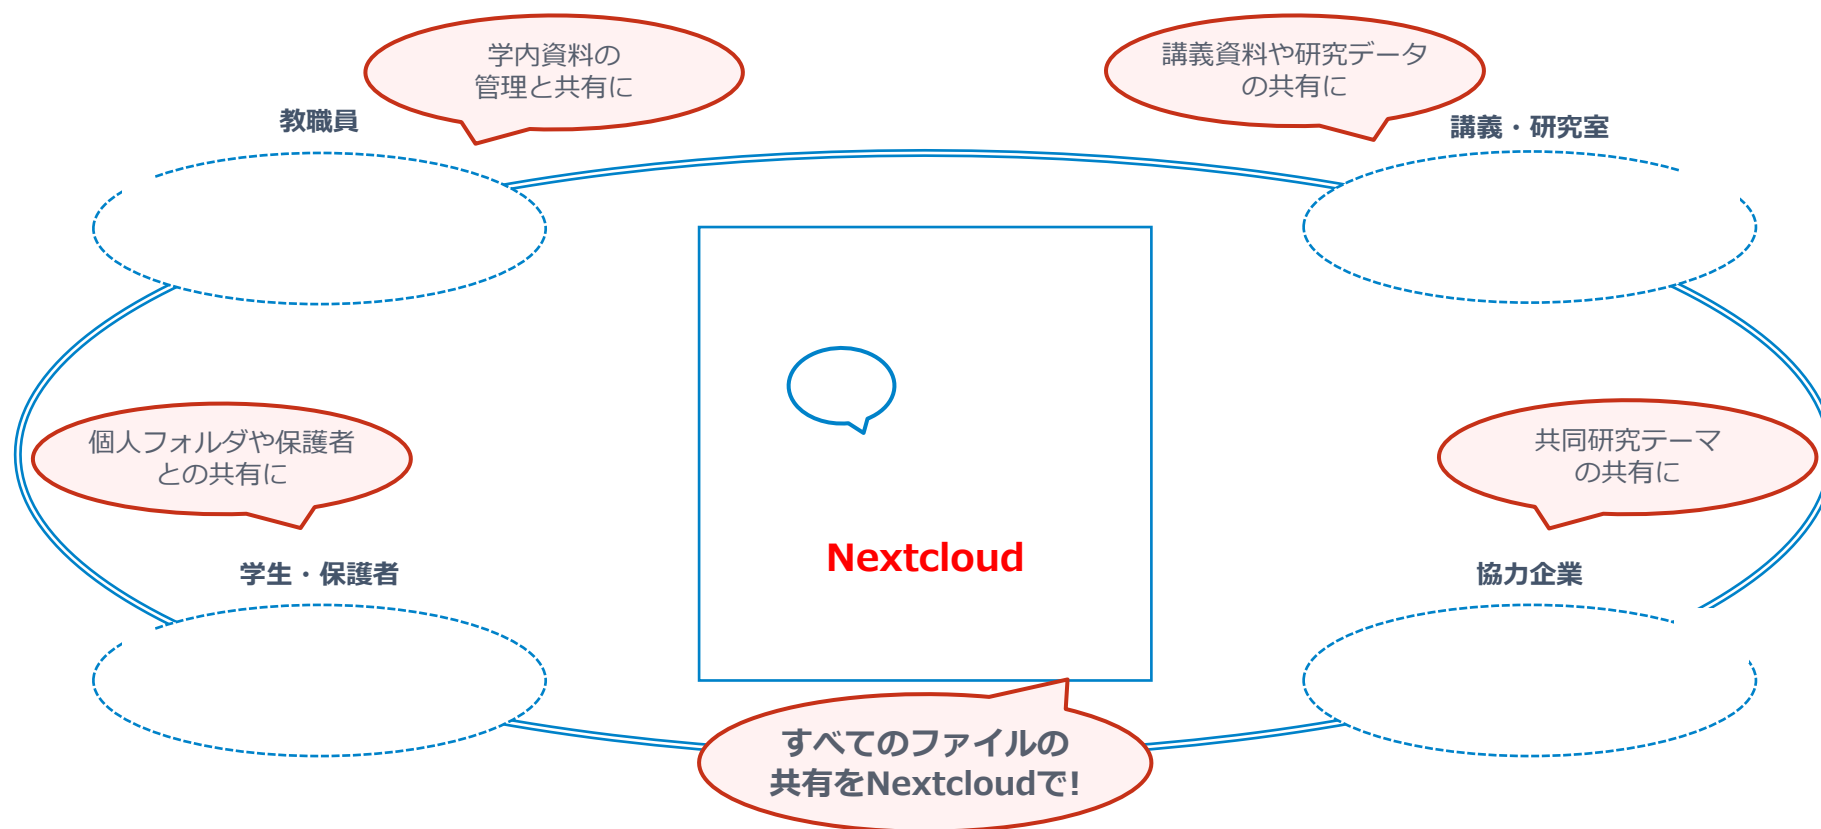 学内資料の
管理と共有に
講義資料や研究データ
の共有に
教職員
講義・研究室
個人フォルダや保護者
との共有に
共同研究テーマ
の共有に
Nextcloud
学生・保護者
協力企業
すべてのファイルの
共有をNextcloudで!